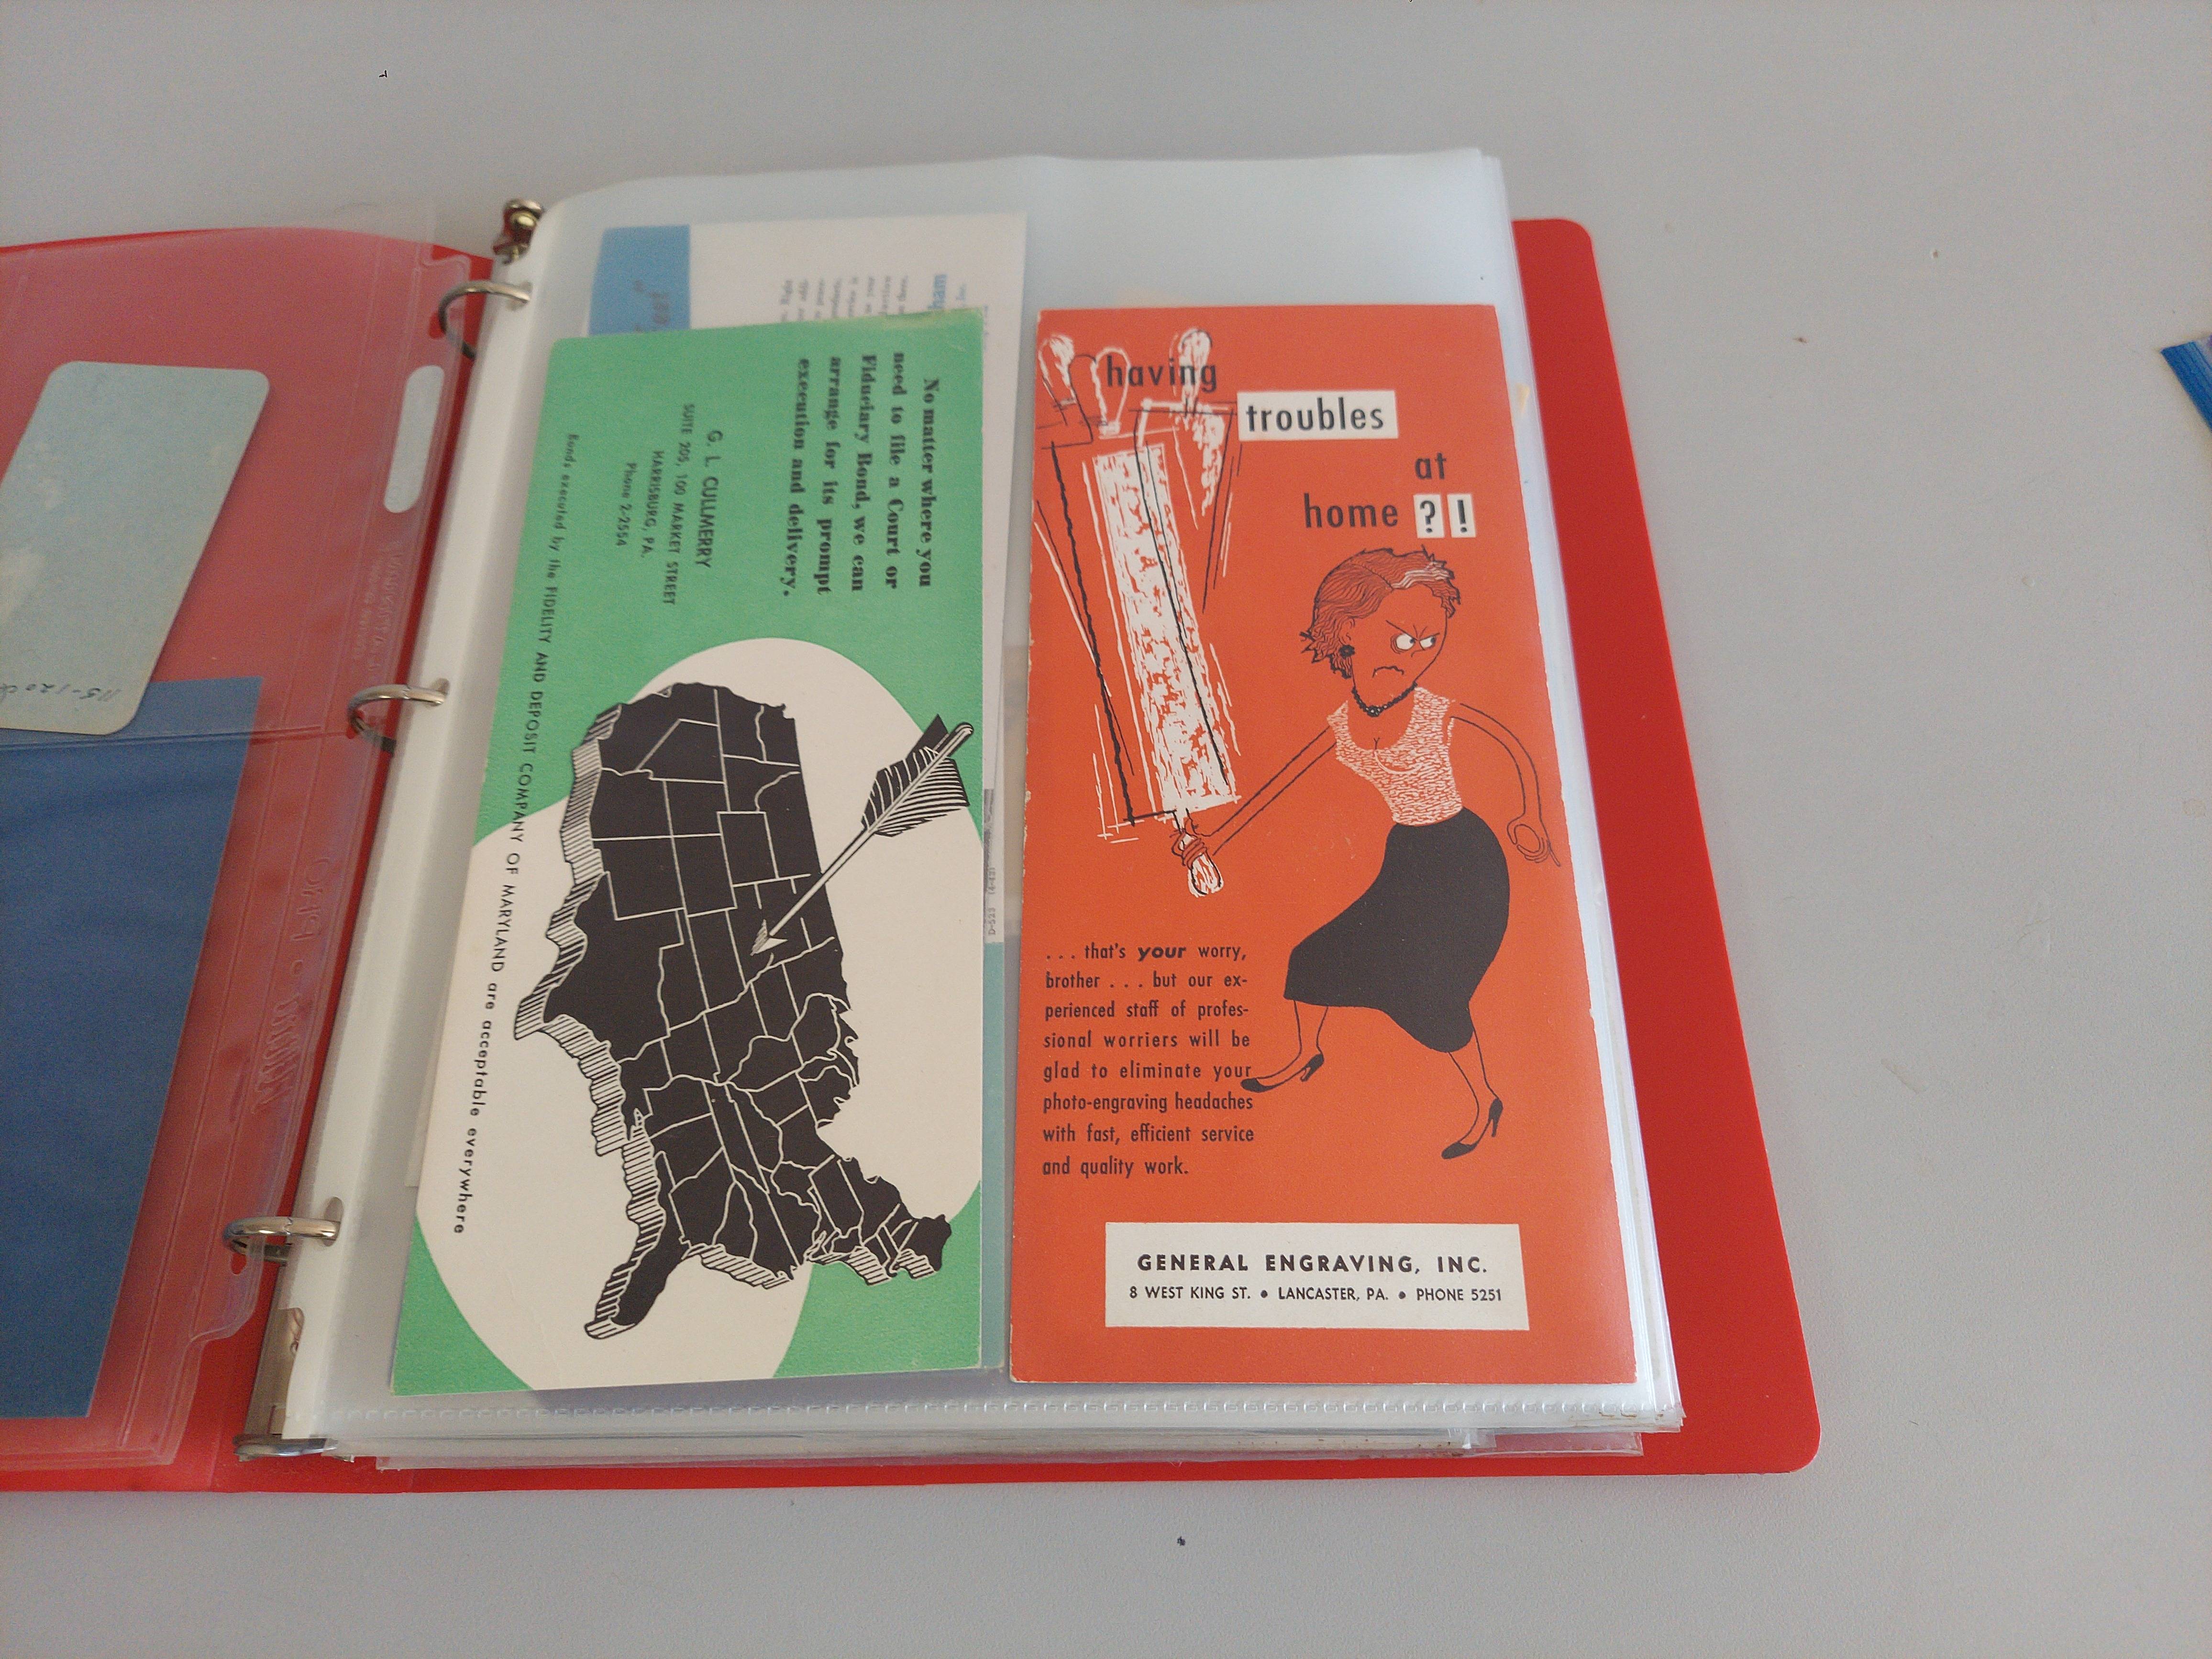 having
troubles
at
home ?!
... that's your worry,
brother ... but our ex-
perienced staff of profes-
sional worriers will be
glad to eliminate your
photo-engraving headaches
with fast, efficient service
and quality work.
GENERAL ENGRAVING, INC.
8 WEST KING ST. • LANCASTER, PA. • PHONE 5251
No matter where you
need to file a Court or
Fiduciary Bond, we can
arrange for its prompt
execution and delivery.
G. L. CULLMERRY
SUITE 205, 100 MARKET STREET
HARRISBURG, PA.
Phone 2-2554
Bonds executed by the FIDELITY AND DEPOSIT COMPANY OF MARYLAND are acceptable everywhere
ham
Inc.
D-523